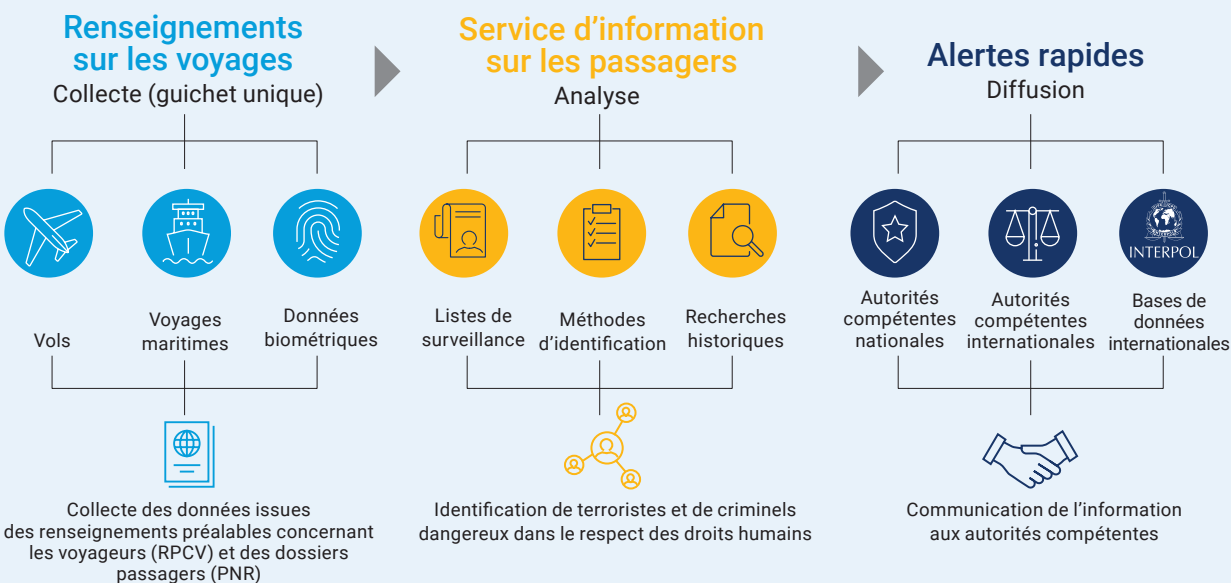 Renseignements
sur les voyages
Collecte (guichet unique)
Vols
Voyages
maritimes
Données
biométriques
Collecte des données issues
des renseignements préalables concernant
les voyageurs (RPCV) et des dossiers
passagers (PNR)
Service d’information
sur les passagers
Analyse
Listes de
surveillance
Méthodes
d’identification
Recherches
historiques
Identification de terroristes et de criminels
dangereux dans le respect des droits humains
Alertes rapides
Diffusion
INTERPOL
Autorités
compétentes
nationales
Autorités
compétentes
internationales
Bases de
données
internationales
Communication de l’information
aux autorités compétentes